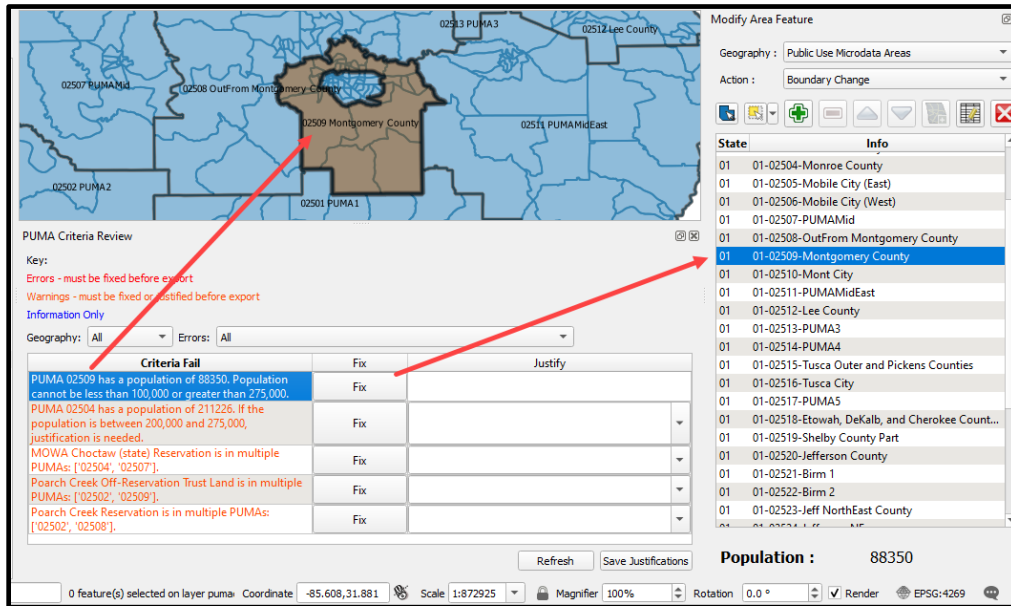 02513 PUMA3
02512 Lee County
02507 PUMAMid
02508 OutFrom Montgomery County
02509 Montgomery County
02511 PUMAMidEast
02502 PUMA2
02501 PUMA1
PUMA Criteria Review
Key:
Errors - must be fixed before export
Warnings - must be fixed or justified before export
Information Only
Geography: All
Errors: All
Criteria Fail Fix Justify
PUMA 02509 has a population of 88350. Population
cannot be less than 100,000 or greater than 275,000.
Fix
PUMA 02504 has a population of 211226. If the
population is between 200,000 and 275,000,
justification is needed.
Fix
MOWA Choctaw (state) Reservation is in multiple
PUMAs: ['02504', '02507'].
Fix
Poarch Creek Off-Reservation Trust Land is in multiple
PUMAs: ['02502', '02509'].
Fix
Poarch Creek Reservation is in multiple PUMAs:
['02502', '02508'].
Fix
Refresh Save Justifications
Modify Area Feature
Geography : Public Use Microdata Areas
Action : Boundary Change
State Info
01 01-02504-Monroe County
01 01-02505-Mobile City (East)
01 01-02506-Mobile City (West)
01 01-02507-PUMAMid
01 01-02508-OutFrom Montgomery County
01 01-02509-Montgomery County
01 01-02510-Mont City
01 01-02511-PUMAMidEast
01 01-02512-Lee County
01 01-02513-PUMA3
01 01-02514-PUMA4
01 01-02515-Tusca Outer and Pickens Counties
01 01-02516-Tusca City
01 01-02517-PUMA5
01 01-02518-Etowah, DeKalb, and Cherokee Count...
01 01-02519-Shelby County Part
01 01-02520-Jefferson County
01 01-02521-Birm 1
01 01-02522-Birm 2
01 01-02523-Jeff NorthEast County
Population : 88350
0 feature(s) selected on layer puma Coordinate -85.608,31.881 Scale 1:872925 Magnifier 100% Rotation 0.0 ° Render EPSG:4269